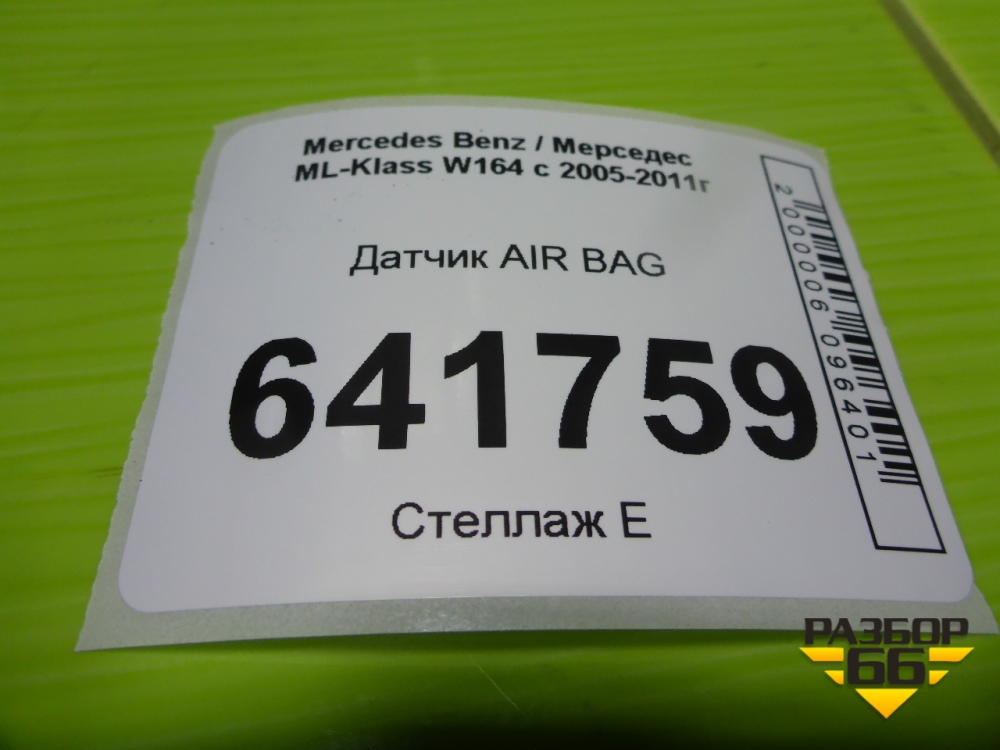 Mercedes Benz / Мерседес
ML-Klass W164 с 2005-2011г
Датчик AIR BAG
641759
Стеллаж Е
2000006096401
РАЗБОР
66